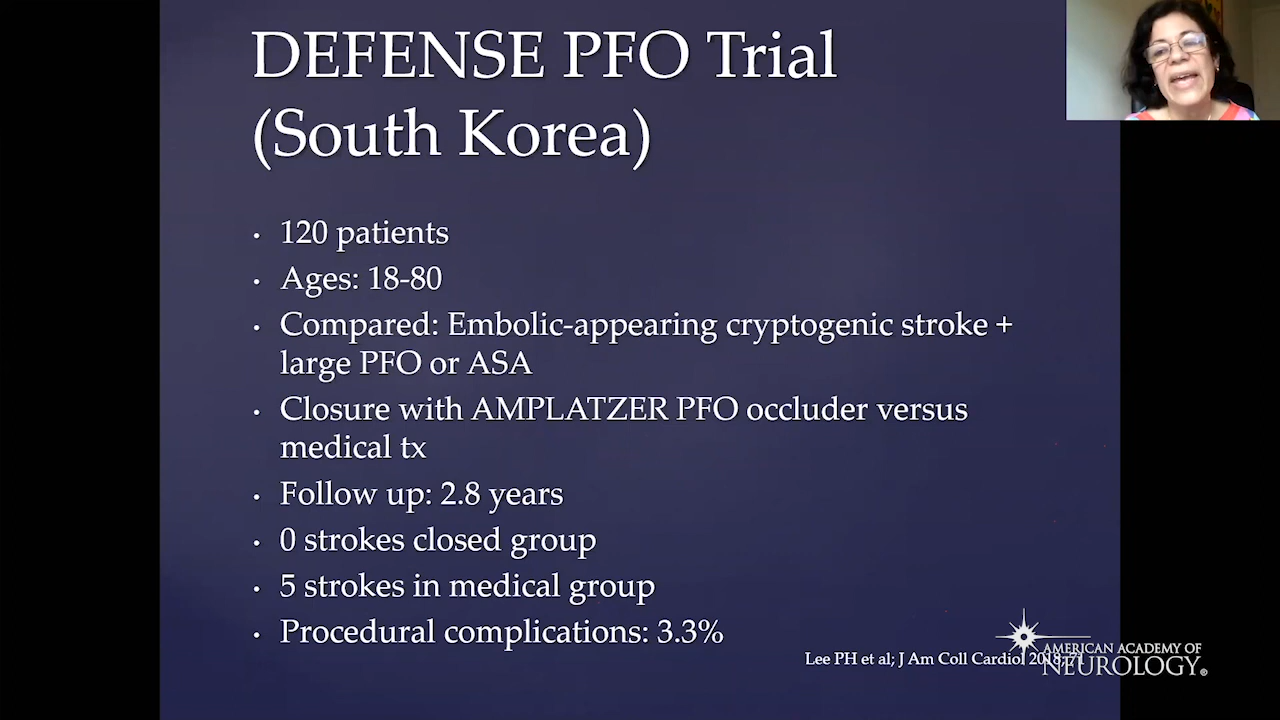 DEFENSE PFO Trial
(South Korea)
• 120 patients
• Ages: 18-80
• Compared: Embolic-appearing cryptogenic stroke +
large PFO or ASA
• Closure with AMPLATZER PFO occluder versus
medical tx
• Follow up: 2.8 years
• 0 strokes closed group
• 5 strokes in medical group
• Procedural complications: 3.3%
Lee PH et al; J Am Coll Cardiol
AMERICAN ACADEMY OF
NEUROLOGY®